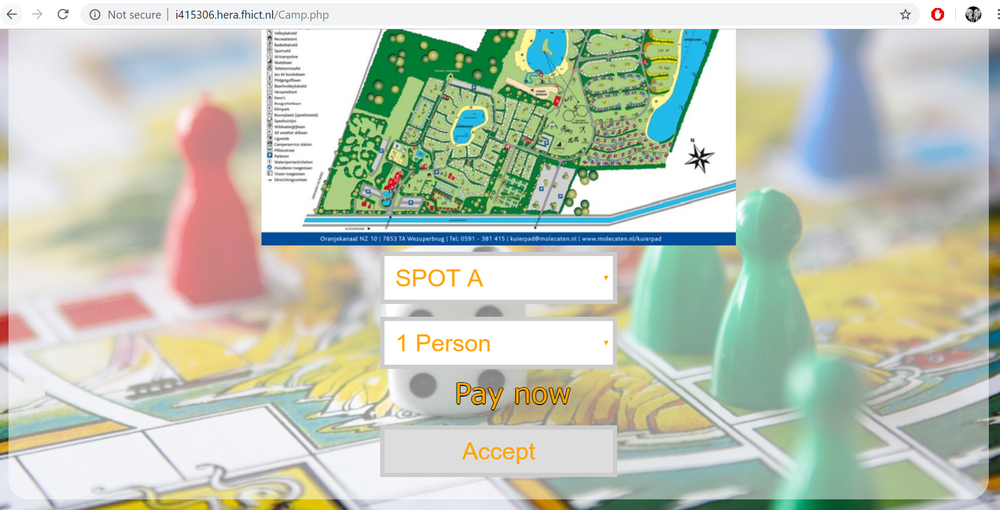 Not secure | i415306.hera.fhict.nl/Camp.php
Volleybalveld
Recreatietent
Basketbalveld
Sportveld
Airtrampoline
Skatebaan
Tafeltennistafel
Jeu de boulesbaan
Midgetgolfbaan
Beachvolleybalveld
Verzameltent
Kano's
Boogschietbaan
Klimpark
Bouwplaats (speeltoestel)
Speeltuintjes
Wildwaterglijbaan
All weather skibaan
Ligweide
Camperservice station
Milieustraat
Parkeren
Watersportactiviteiten
Huisdieren toegestaan
Vissen toegestaan
Eénrichtingsverkeer
KUNST-
SKIBAAN
N
SCHOONOORD
Oranjekanaal NZ 10 | 7853 TA Wezuperbrug | Tel: 0591 - 381 415 | kuierpad@molecaten.nl | www.molecaten.nl/kuierpad
SPOT A
1 Person
Pay now
Accept